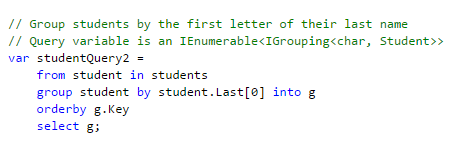 // Group students by the first letter of their last name
// Query variable is an IEnumerable<IGrouping<char, Student>>
var studentQuery2 =
    from student in students
    group student by student.Last[0] into g
    orderby g.Key
    select g;